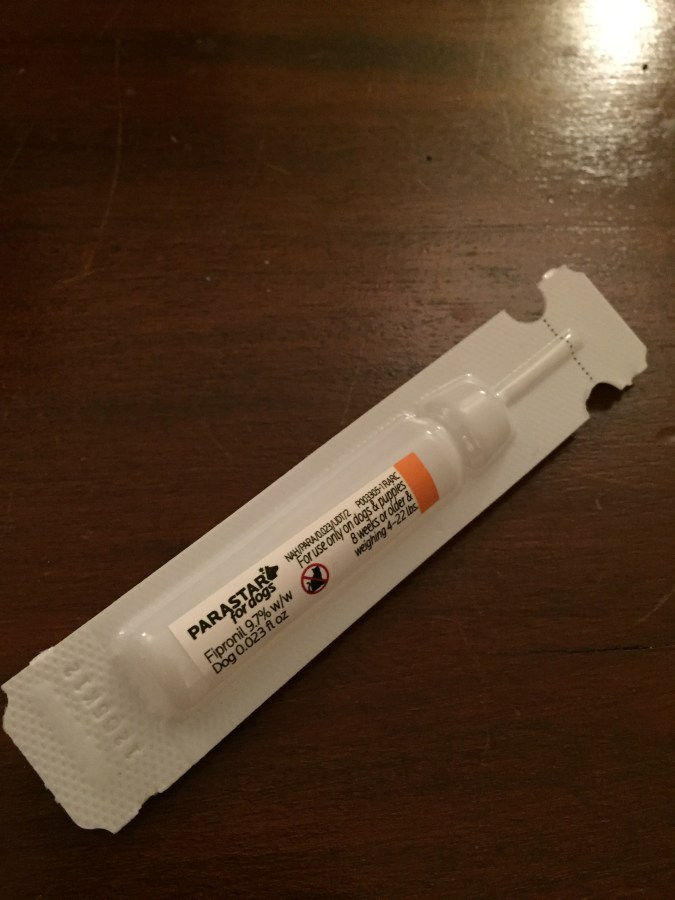 PARASTAR
for dogs
Fipronil 9.7% w/w
Dog 0.023 fl oz
For use only on dogs & puppies
8 weeks or older &
weighing 4–22 lbs.